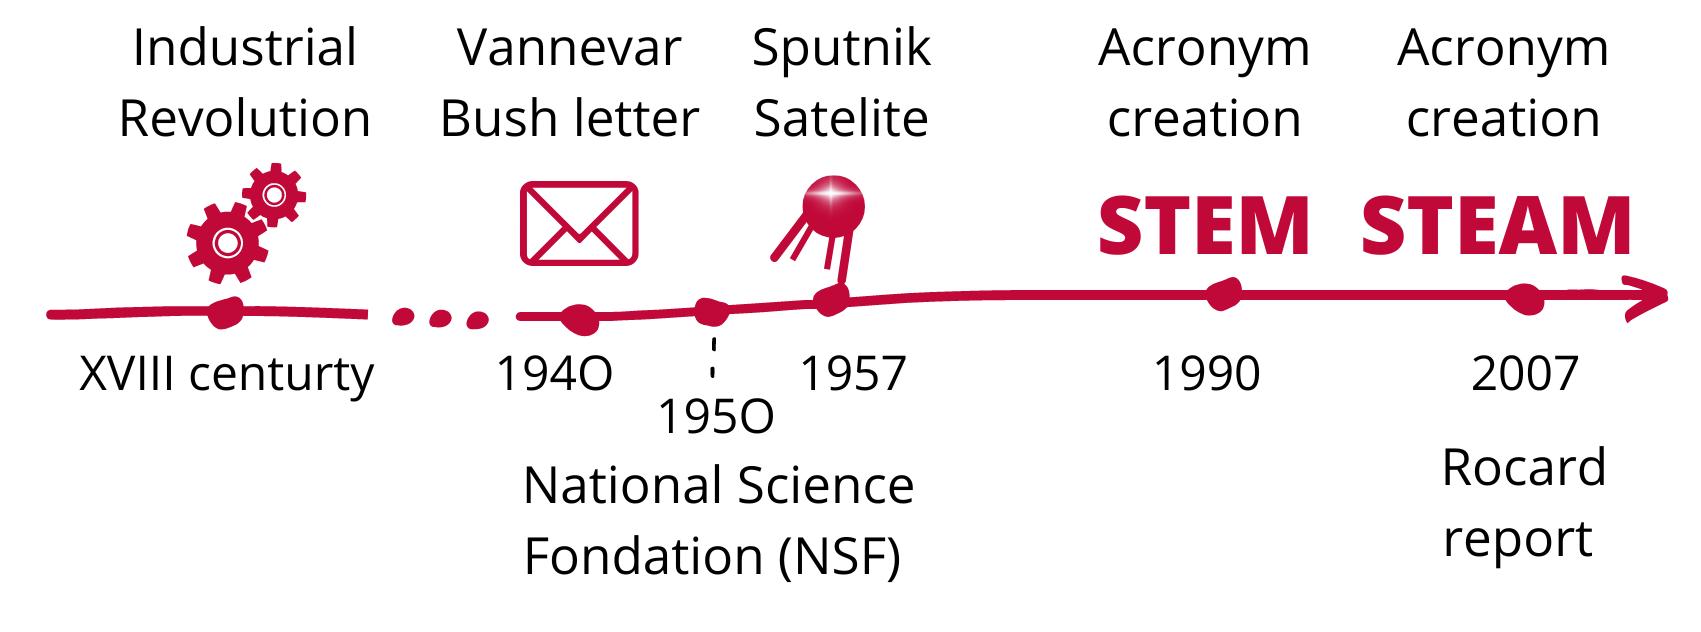 Industrial
Revolution
XVIII centurty
Vannevar
Bush letter
194O
195O
National Science
Fondation (NSF)
Sputnik
Satelite
1957
Acronym
creation
STEM
1990
Acronym
creation
STEAM
2007
Rocard
report